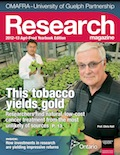 OMAFRA–University of Guelph Partnership
Research
magazine
2012-13 Agri-Food Yearbook Edition
This tobacco
yields gold
Researchers find natural, low-cost
cancer treatment from the most
unlikely of sources
How investments in research
are yielding impressive returns
Ontario